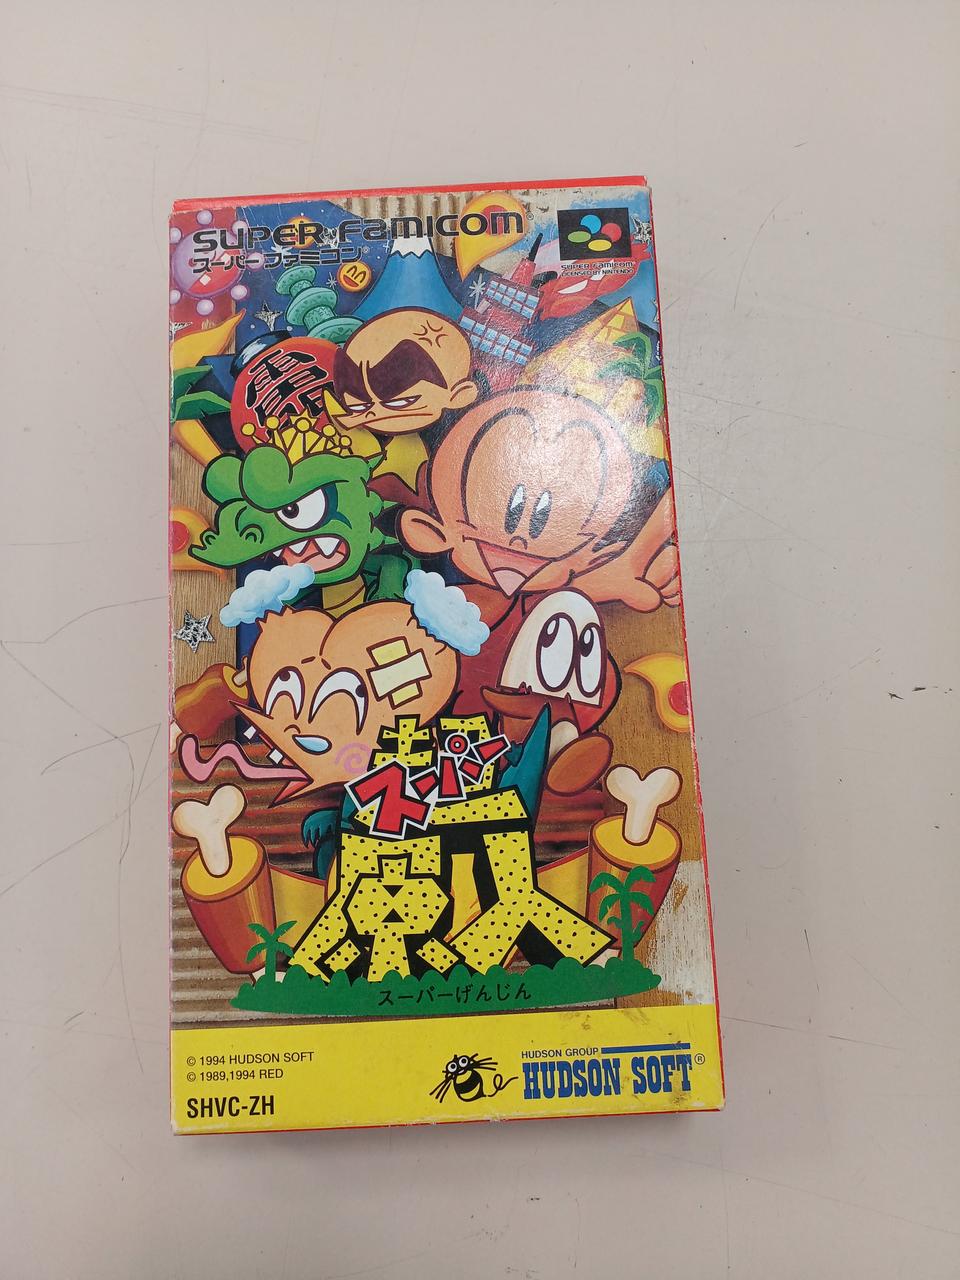 SUPER FAMICOM®
スーパーファミコン®
SUPER FAMICOM
LICENSED BY NINTENDO
雷
超
スーパー
原人
スーパーげんじん
© 1994 HUDSON SOFT
© 1989,1994 RED
SHVC-ZH
HUDSON GROUP
HUDSON SOFT®